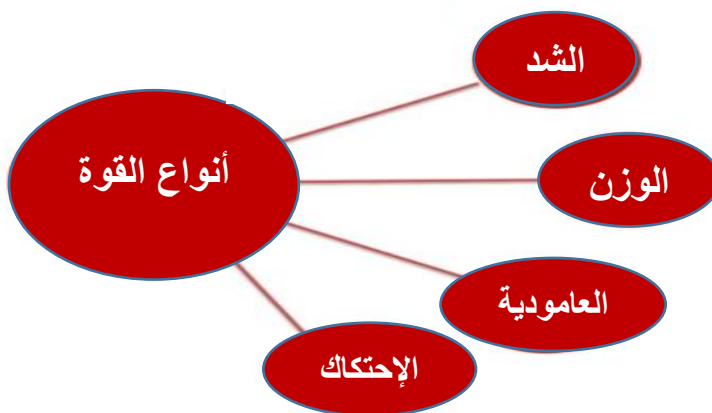 أنواع القوة
الشد
الوزن
العامودية
الإحتكاك